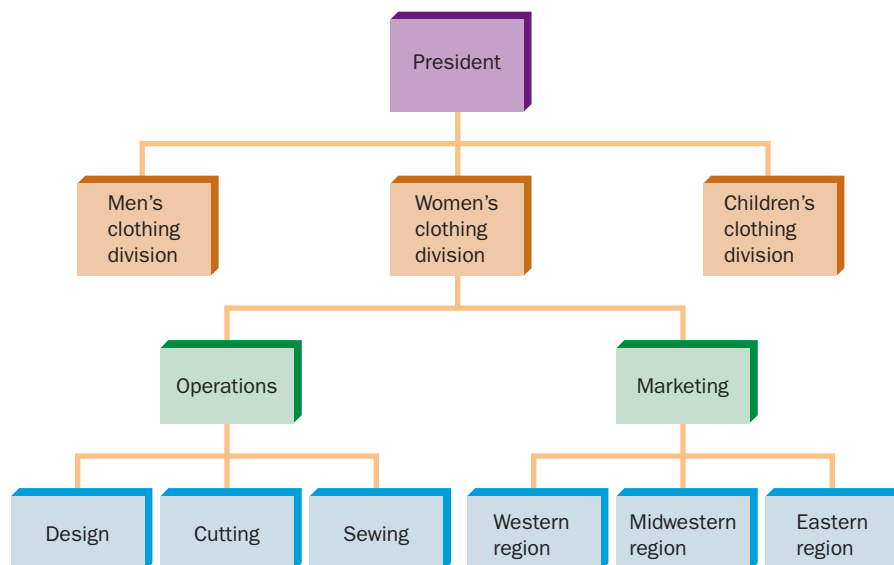 President
Men’s
clothing
division
Women’s
clothing
division
Children’s
clothing
division
Operations
Marketing
Design
Cutting
Sewing
Western
region
Midwestern
region
Eastern
region